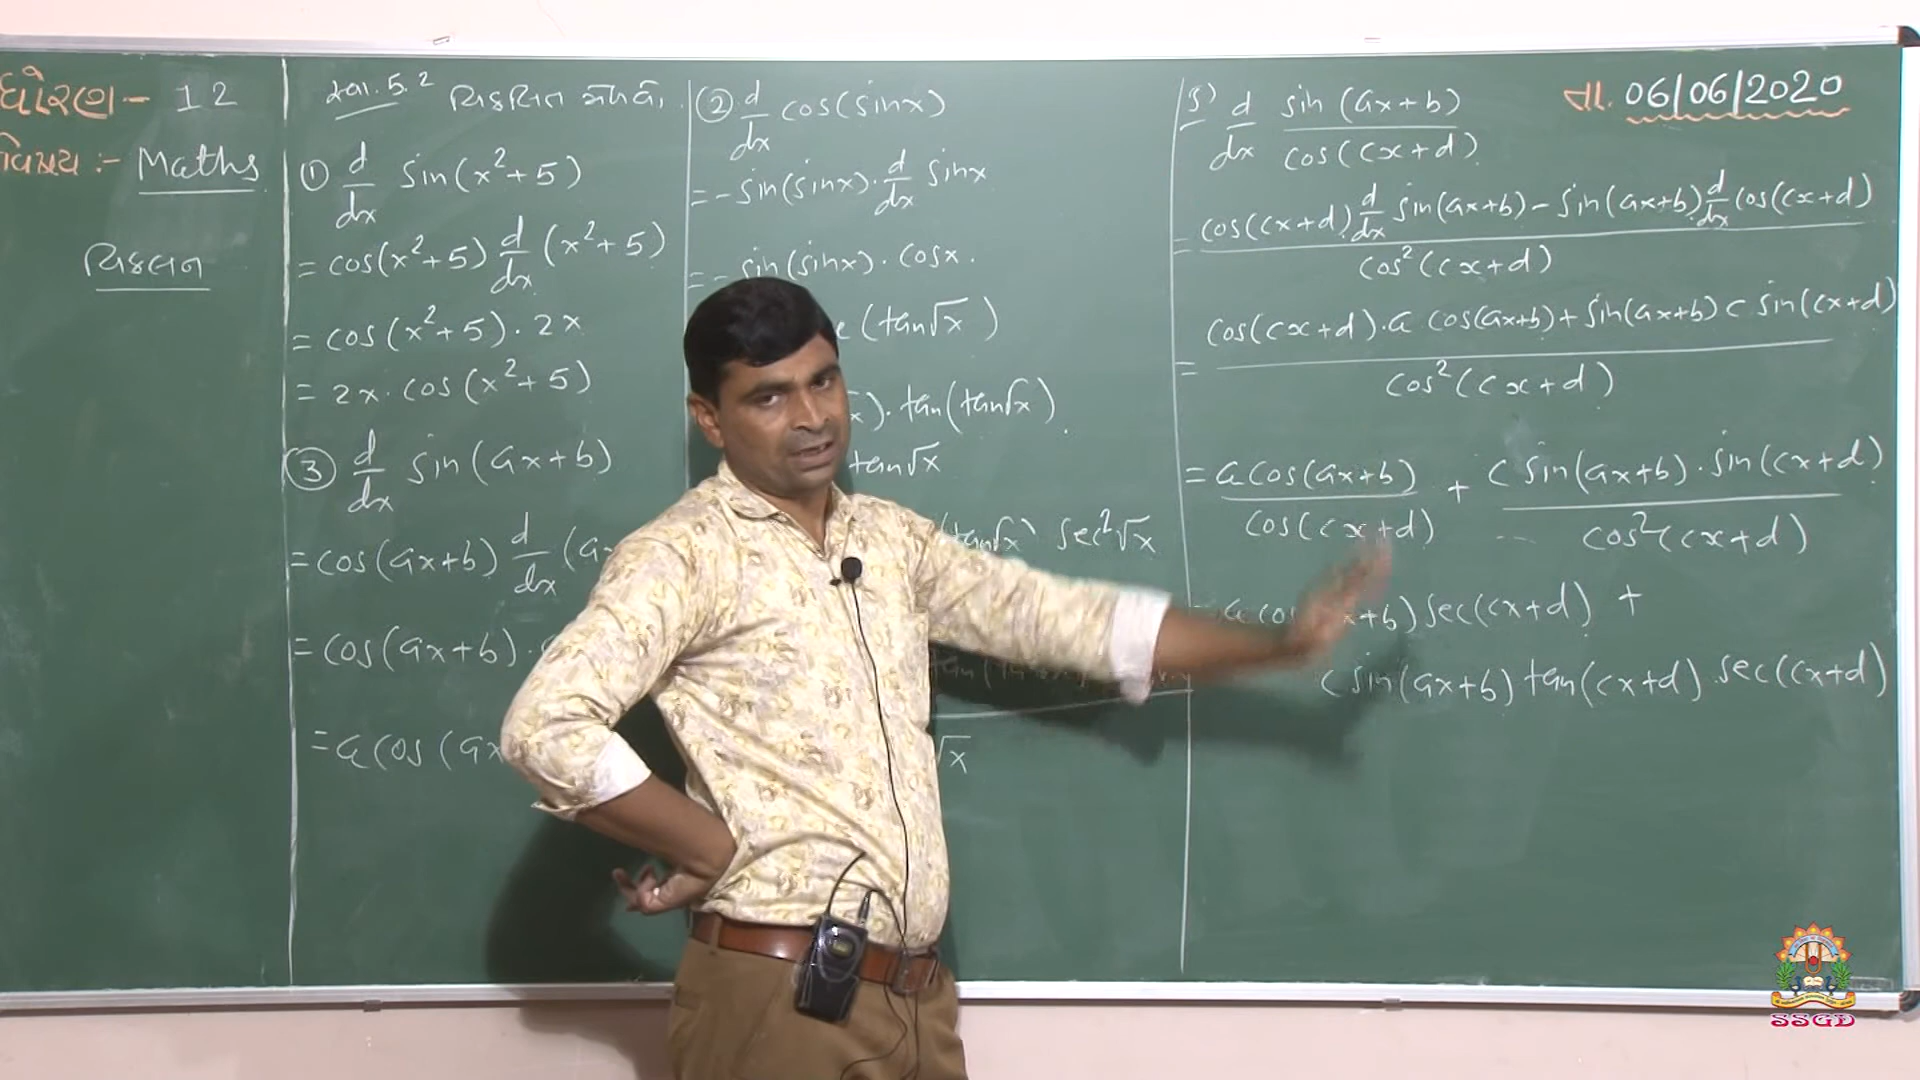 ધોરણ - 12
વિષય :- Maths
વિકલન
સ્વા. 5.2 વિકલિત મેળવો.
① d/dx sin(x²+5)
= cos(x²+5) d/dx (x²+5)
= cos(x²+5) · 2x
= 2x · cos(x²+5)
③ d/dx sin(ax+b)
= cos(ax+b) d/dx (a
= cos(ax+b) ·
= a cos(ax
② d/dx cos(sinx)
= - sin(sinx) · d/dx sinx
= - sin(sinx) · cosx.
(tan√x)
x) · tan(tan√x).
tan√x
(tan√x) sec²√x
√x
5) d/dx sin(ax+b)/cos(cx+d)
= cos(cx+d) d/dx sin(ax+b) - sin(ax+b) d/dx cos(cx+d) / cos²(cx+d)
= cos(cx+d) · a cos(ax+b) + sin(ax+b) c sin(cx+d) / cos²(cx+d)
= a cos(ax+b)/cos(cx+d) + c sin(ax+b) · sin(cx+d)/cos²(cx+d)
a cos x+b) sec(cx+d) +
c sin(ax+b) tan(cx+d) · sec(cx+d)
તા. 06/06/2020
SSGD